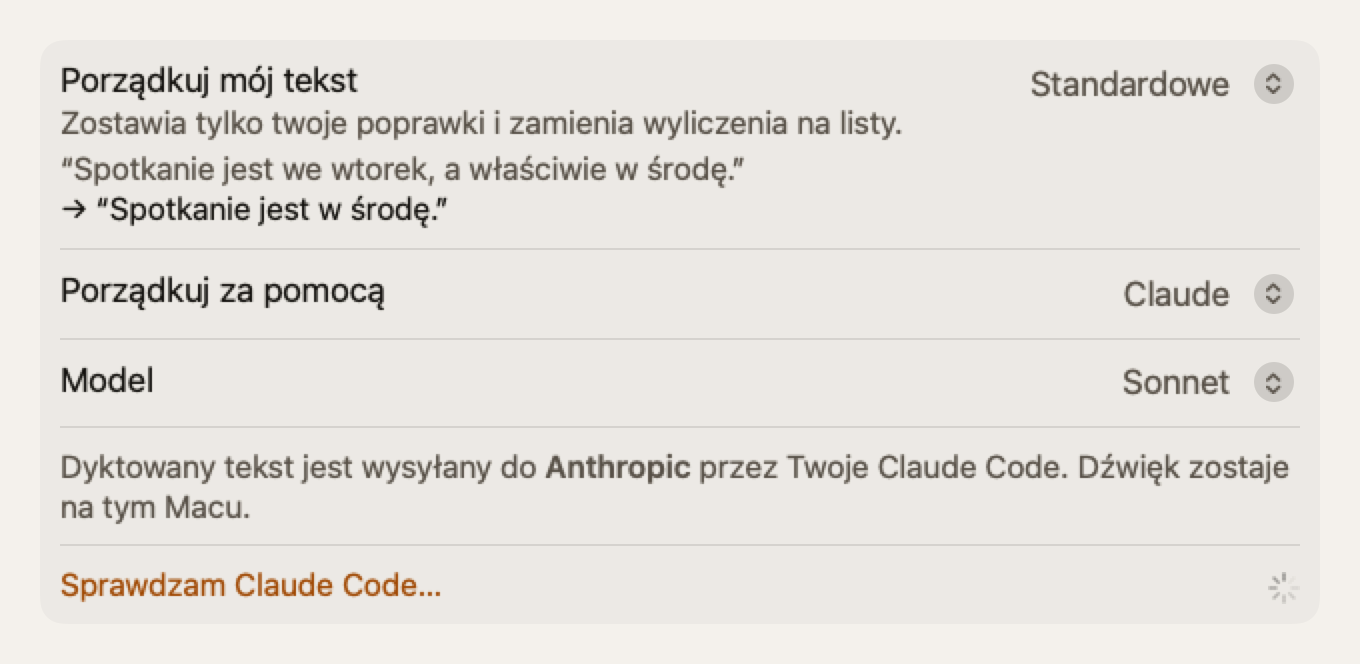 Porządkuj mój tekst
Standardowe
Zostawia tylko twoje poprawki i zamienia wyliczenia na listy.
“Spotkanie jest we wtorek, a właściwie w środę.”
→ “Spotkanie jest w środę.”
Porządkuj za pomocą
Claude
Model
Sonnet
Dyktowany tekst jest wysyłany do Anthropic przez Twoje Claude Code. Dźwięk zostaje
na tym Macu.
Sprawdzam Claude Code...